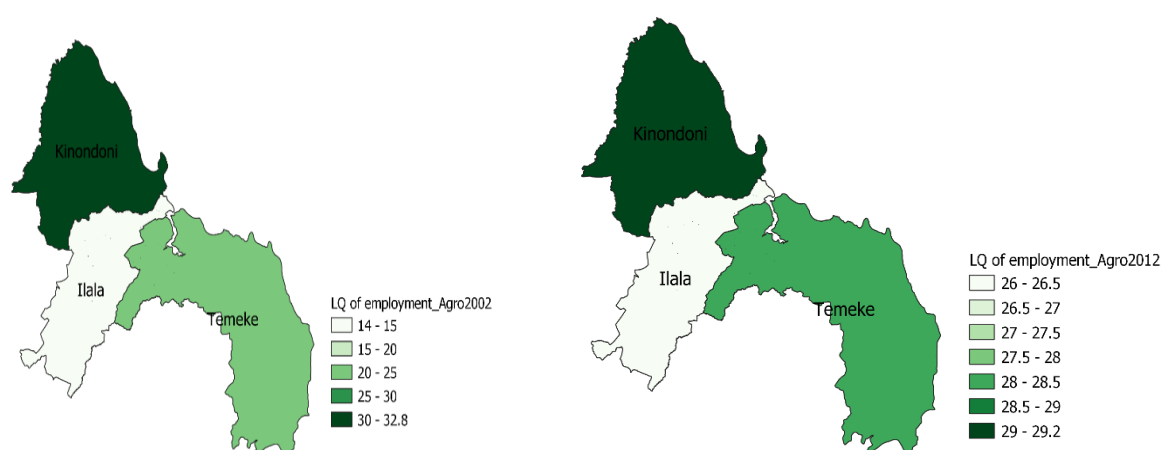 Kinondoni
Ilala
Temeke
LQ of employment_Agro2002
14 - 15
15 - 20
20 - 25
25 - 30
30 - 32.8
Kinondoni
Ilala
Temeke
LQ of employment_Agro2012
26 - 26.5
26.5 - 27
27 - 27.5
27.5 - 28
28 - 28.5
28.5 - 29
29 - 29.2